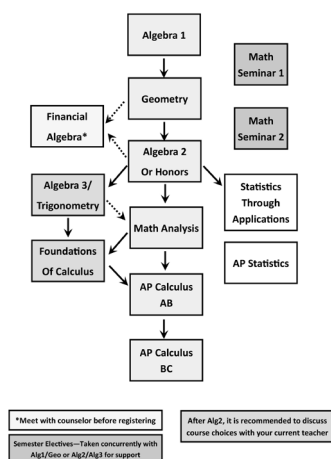 Algebra 1
Math
Seminar 1
Geometry
Financial
Algebra*
Math
Seminar 2
Algebra 2
Or Honors
Algebra 3/
Trigonometry
Statistics
Through
Applications
Math Analysis
Foundations
Of Calculus
AP Statistics
AP Calculus
AB
AP Calculus
BC
*Meet with counselor before registering
After Alg2, it is recommended to discuss
course choices with your current teacher
Semester Electives—Taken concurrently with
Alg1/Geo or Alg2/Alg3 for support